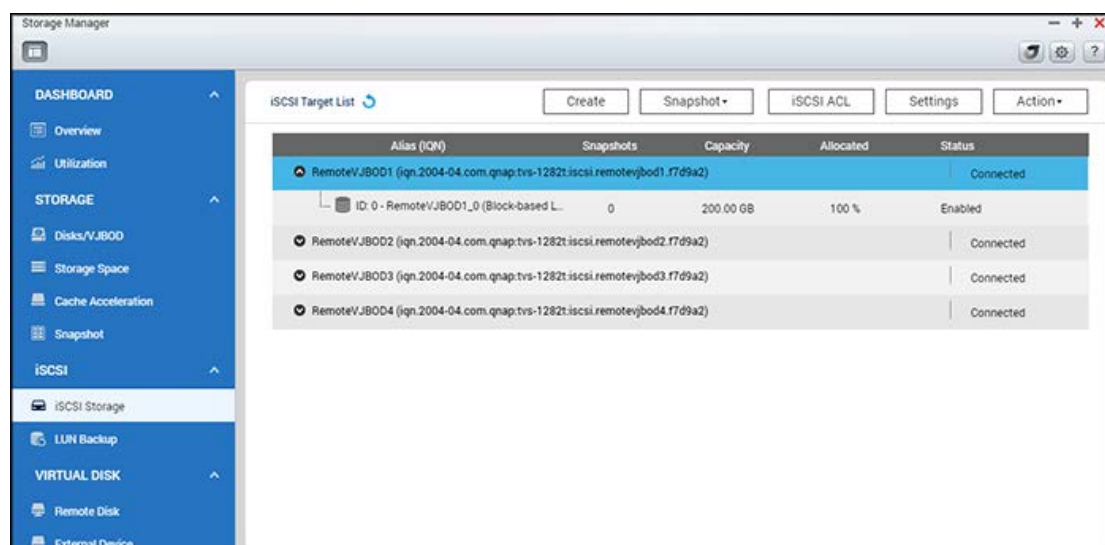 Storage Manager
?
DASHBOARD
Overview
Utilization
STORAGE
Disks/VJBOD
Storage Space
Cache Acceleration
Snapshot
iSCSI
iSCSI Storage
LUN Backup
VIRTUAL DISK
Remote Disk
External Device
iSCSI Target List Create Snapshot iSCSI ACL Settings Action
Alias (IQN) Snapshots Capacity Allocated Status
RemoteVJBOD1 (iqn.2004-04.com.qnap:tvs-1282t:iscsi.remotevjbod1.f7d9a2) Connected
ID: 0 - RemoteVJBOD1_0 (Block-based L... 0 200.00 GB 100 % Enabled
RemoteVJBOD2 (iqn.2004-04.com.qnap:tvs-1282t:iscsi.remotevjbod2.f7d9a2) Connected
RemoteVJBOD3 (iqn.2004-04.com.qnap:tvs-1282t:iscsi.remotevjbod3.f7d9a2) Connected
RemoteVJBOD4 (iqn.2004-04.com.qnap:tvs-1282t:iscsi.remotevjbod4.f7d9a2) Connected